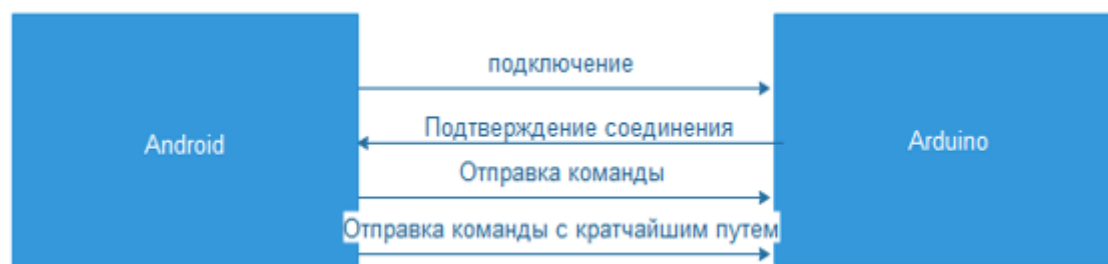 подключение
Подтверждение соединения
Android
Arduino
Отправка команды
Отправка команды с кратчайшим путем